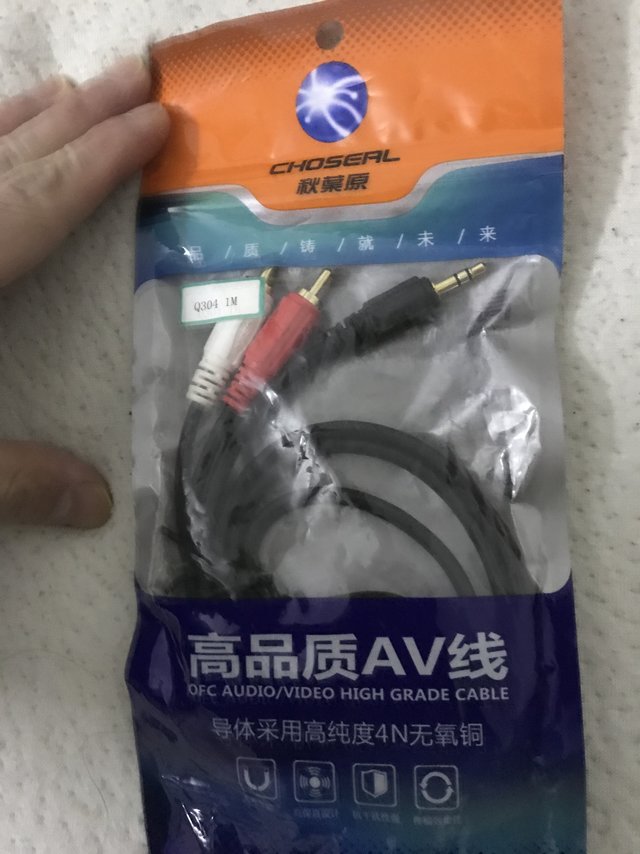 CHOSEAL
秋葉原
品/质/铸/就/未/来
Q304 1M
高品质AV线
OFC AUDIO/VIDEO HIGH GRADE CABLE
导体采用高纯度4N无氧铜